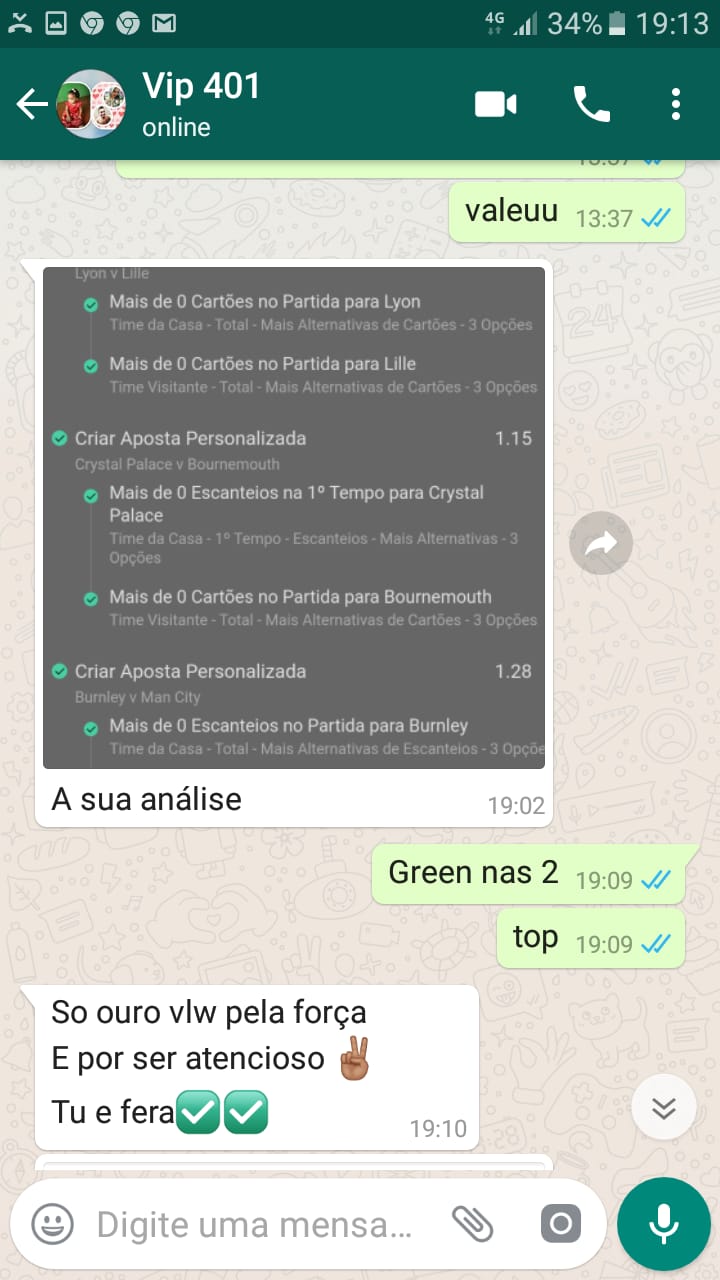 4G 34% 19:13
Vip 401
online
13:37
valeuu 13:37
Lyon v Lille
Mais de 0 Cartões no Partida para Lyon
Time da Casa - Total - Mais Alternativas de Cartões - 3 Opções
Mais de 0 Cartões no Partida para Lille
Time Visitante - Total - Mais Alternativas de Cartões - 3 Opções
Criar Aposta Personalizada 1.15
Crystal Palace v Bournemouth
Mais de 0 Escanteios na 1º Tempo para Crystal
Palace
Time da Casa - 1º Tempo - Escanteios - Mais Alternativas - 3
Opções
Mais de 0 Cartões no Partida para Bournemouth
Time Visitante - Total - Mais Alternativas de Cartões - 3 Opções
Criar Aposta Personalizada 1.28
Burnley v Man City
Mais de 0 Escanteios no Partida para Burnley
Time da Casa - Total - Mais Alternativas de Escanteios - 3 Opçõe
A sua análise 19:02
Green nas 2 19:09
top 19:09
So ouro vlw pela força
E por ser atencioso ✌🏾
Tu e fera✅✅ 19:10
Digite uma mensa...